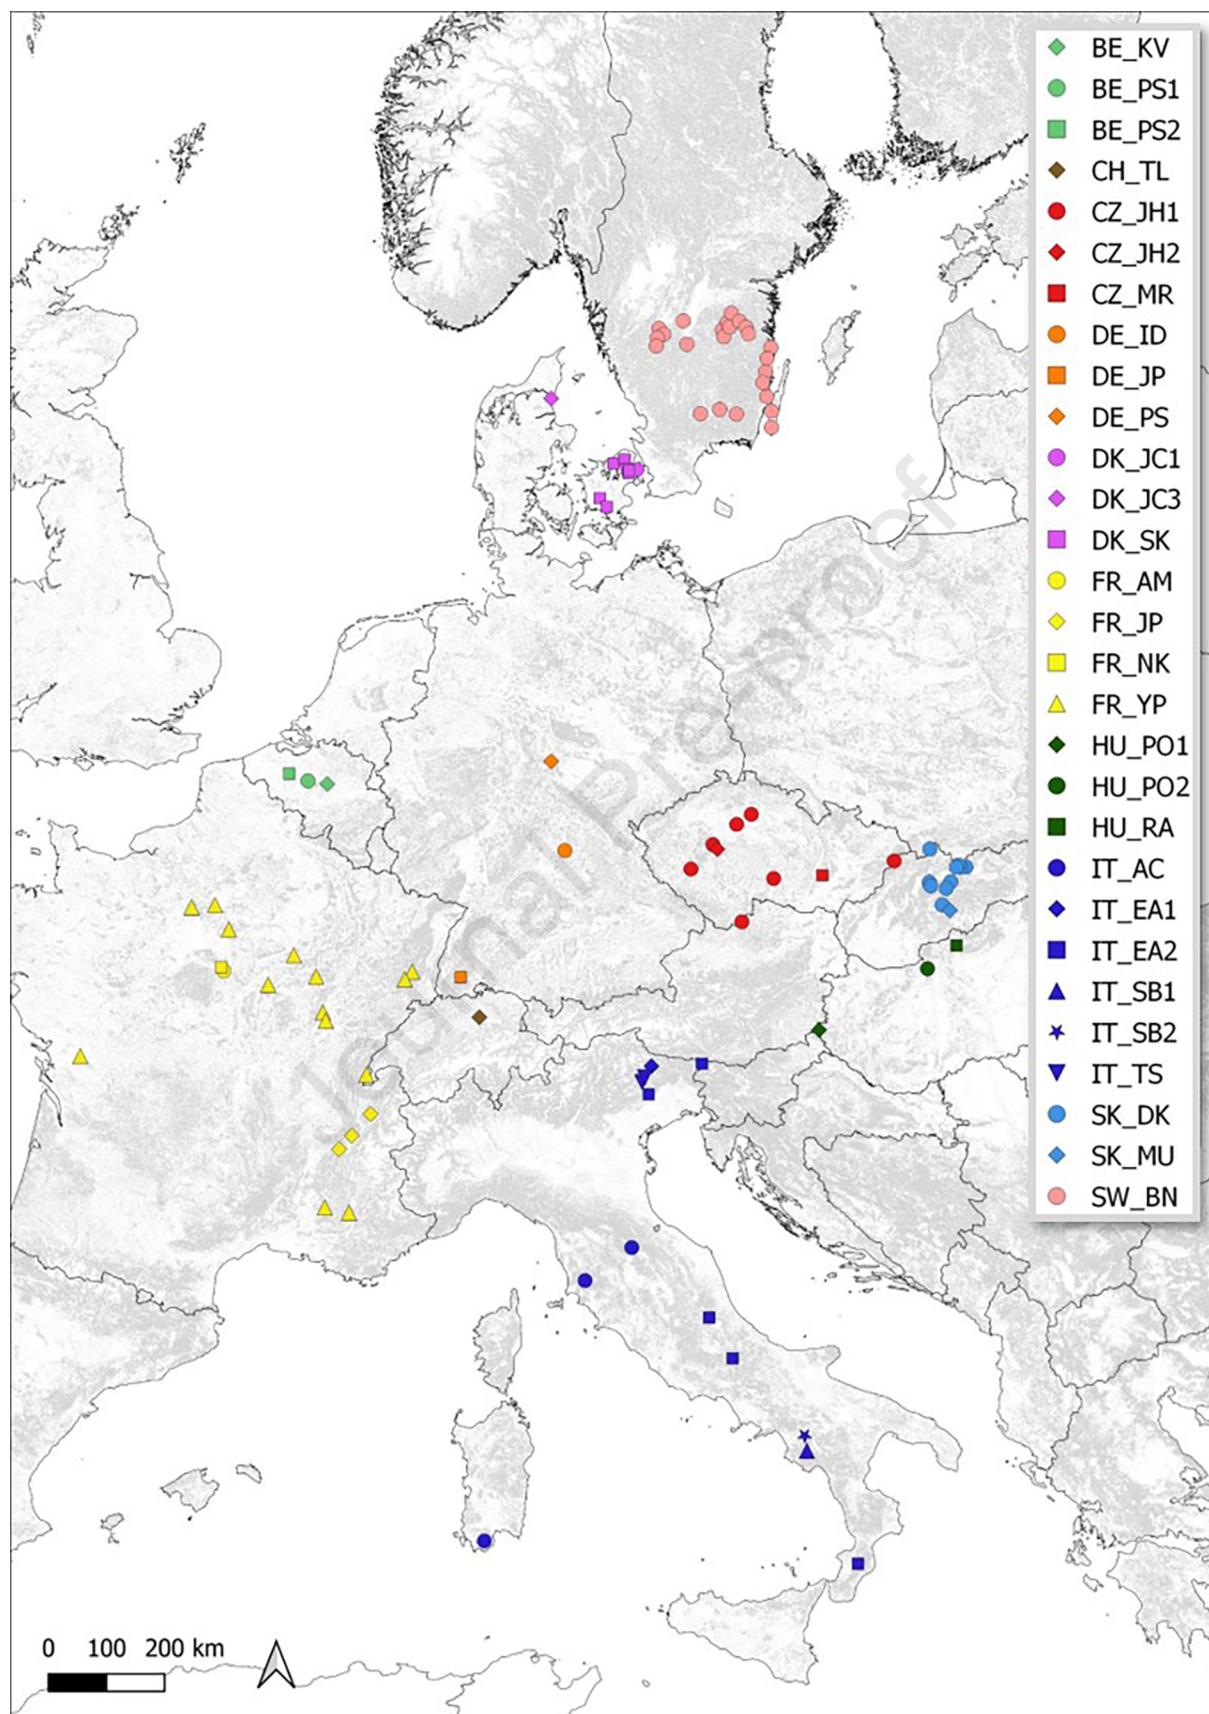 BE_KV
BE_PS1
BE_PS2
CH_TL
CZ_JH1
CZ_JH2
CZ_MR
DE_ID
DE_JP
DE_PS
DK_JC1
DK_JC3
DK_SK
FR_AM
FR_JP
FR_NK
FR_YP
HU_PO1
HU_PO2
HU_RA
IT_AC
IT_EA1
IT_EA2
IT_SB1
IT_SB2
IT_TS
SK_DK
SK_MU
SW_BN
Journal Pre-proof
0 100 200 km